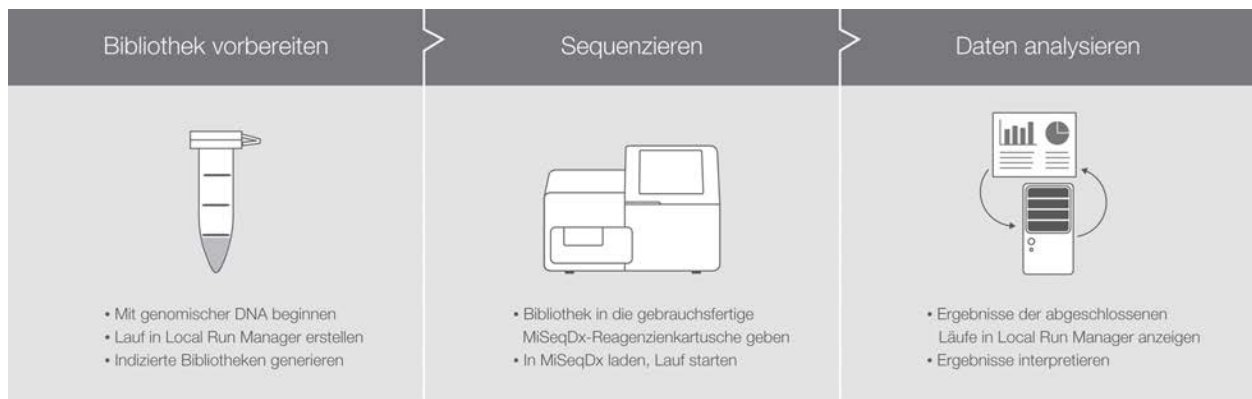 Bibliothek vorbereiten
Sequenzieren
Daten analysieren
• Mit genomischer DNA beginnen
• Lauf in Local Run Manager erstellen
• Indizierte Bibliotheken generieren
• Bibliothek in die gebrauchsfertige
MiSeqDx-Reagenzienkartusche geben
• In MiSeqDx laden, Lauf starten
• Ergebnisse der abgeschlossenen
Läufe in Local Run Manager anzeigen
• Ergebnisse interpretieren